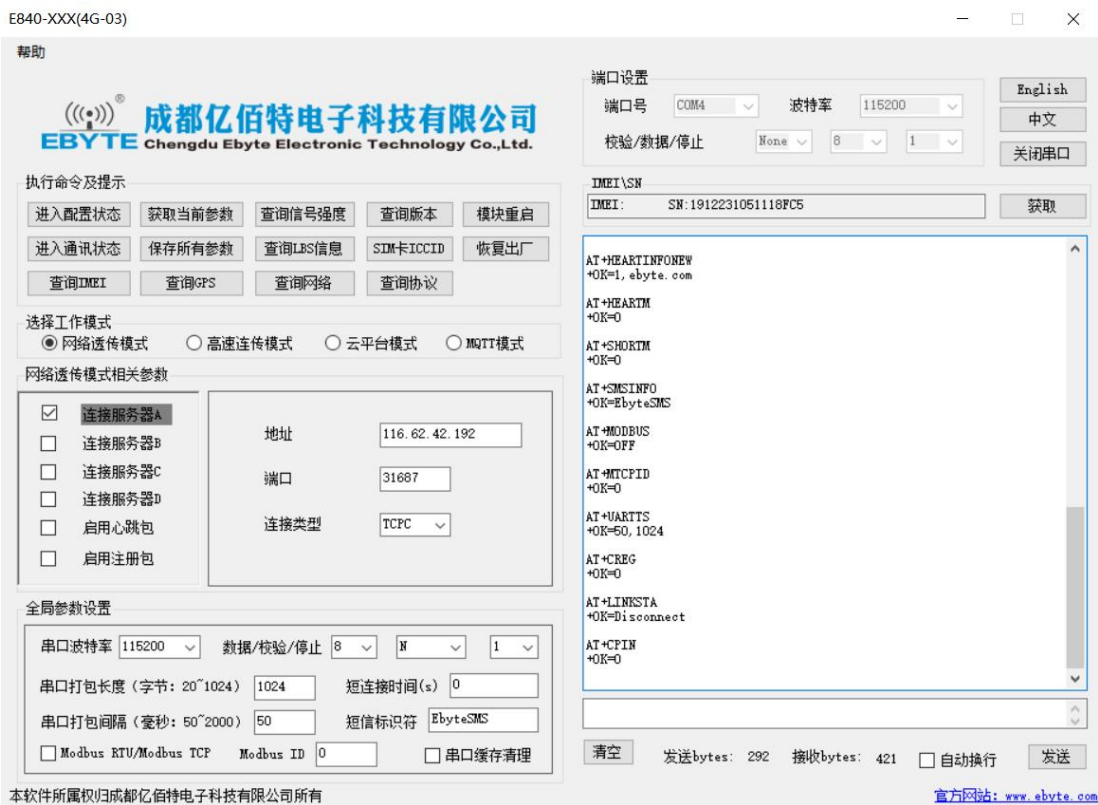 E840-XXX(4G-03)
帮助
EBYTE
®
成都亿佰特电子科技有限公司
Chengdu Ebyte Electronic Technology Co.,Ltd.
执行命令及提示
进入配置状态 获取当前参数 查询信号强度 查询版本 模块重启
进入通讯状态 保存所有参数 查询LBS信息 SIM卡ICCID 恢复出厂
查询IMEI 查询GPS 查询网络 查询协议
选择工作模式
网络透传模式 高速连传模式 云平台模式 MQTT模式
网络透传模式相关参数
连接服务器A
连接服务器B
连接服务器C
连接服务器D
启用心跳包
启用注册包
地址 116.62.42.192
端口 31687
连接类型 TCPC
全局参数设置
串口波特率 115200 数据/校验/停止 8 N 1
串口打包长度(字节: 20~1024) 1024 短连接时间(s) 0
串口打包间隔(毫秒: 50~2000) 50 短信标识符 EbyteSMS
Modbus RTU/Modbus TCP Modbus ID 0 串口缓存清理
本软件所属权归成都亿佰特电子科技有限公司所有
端口设置
端口号 COM4 波特率 115200
校验/数据/停止 None 8 1
English
中文
关闭串口
IMEI\SN
IMEI: SN:1912231051118FC5 获取
AT+HEARTINFONEW
+OK=1,ebyte.com
AT+HEARTM
+OK=0
AT+SHORTM
+OK=0
AT+SMSINFO
+OK=EbyteSMS
AT+MODBUS
+OK=OFF
AT+MTCPID
+OK=0
AT+UARTTS
+OK=50,1024
AT+CREG
+OK=0
AT+LINKSTA
+OK=Disconnect
AT+CPIN
+OK=0
清空 发送bytes: 292 接收bytes: 421 自动换行 发送
官方网站: www.ebyte.com